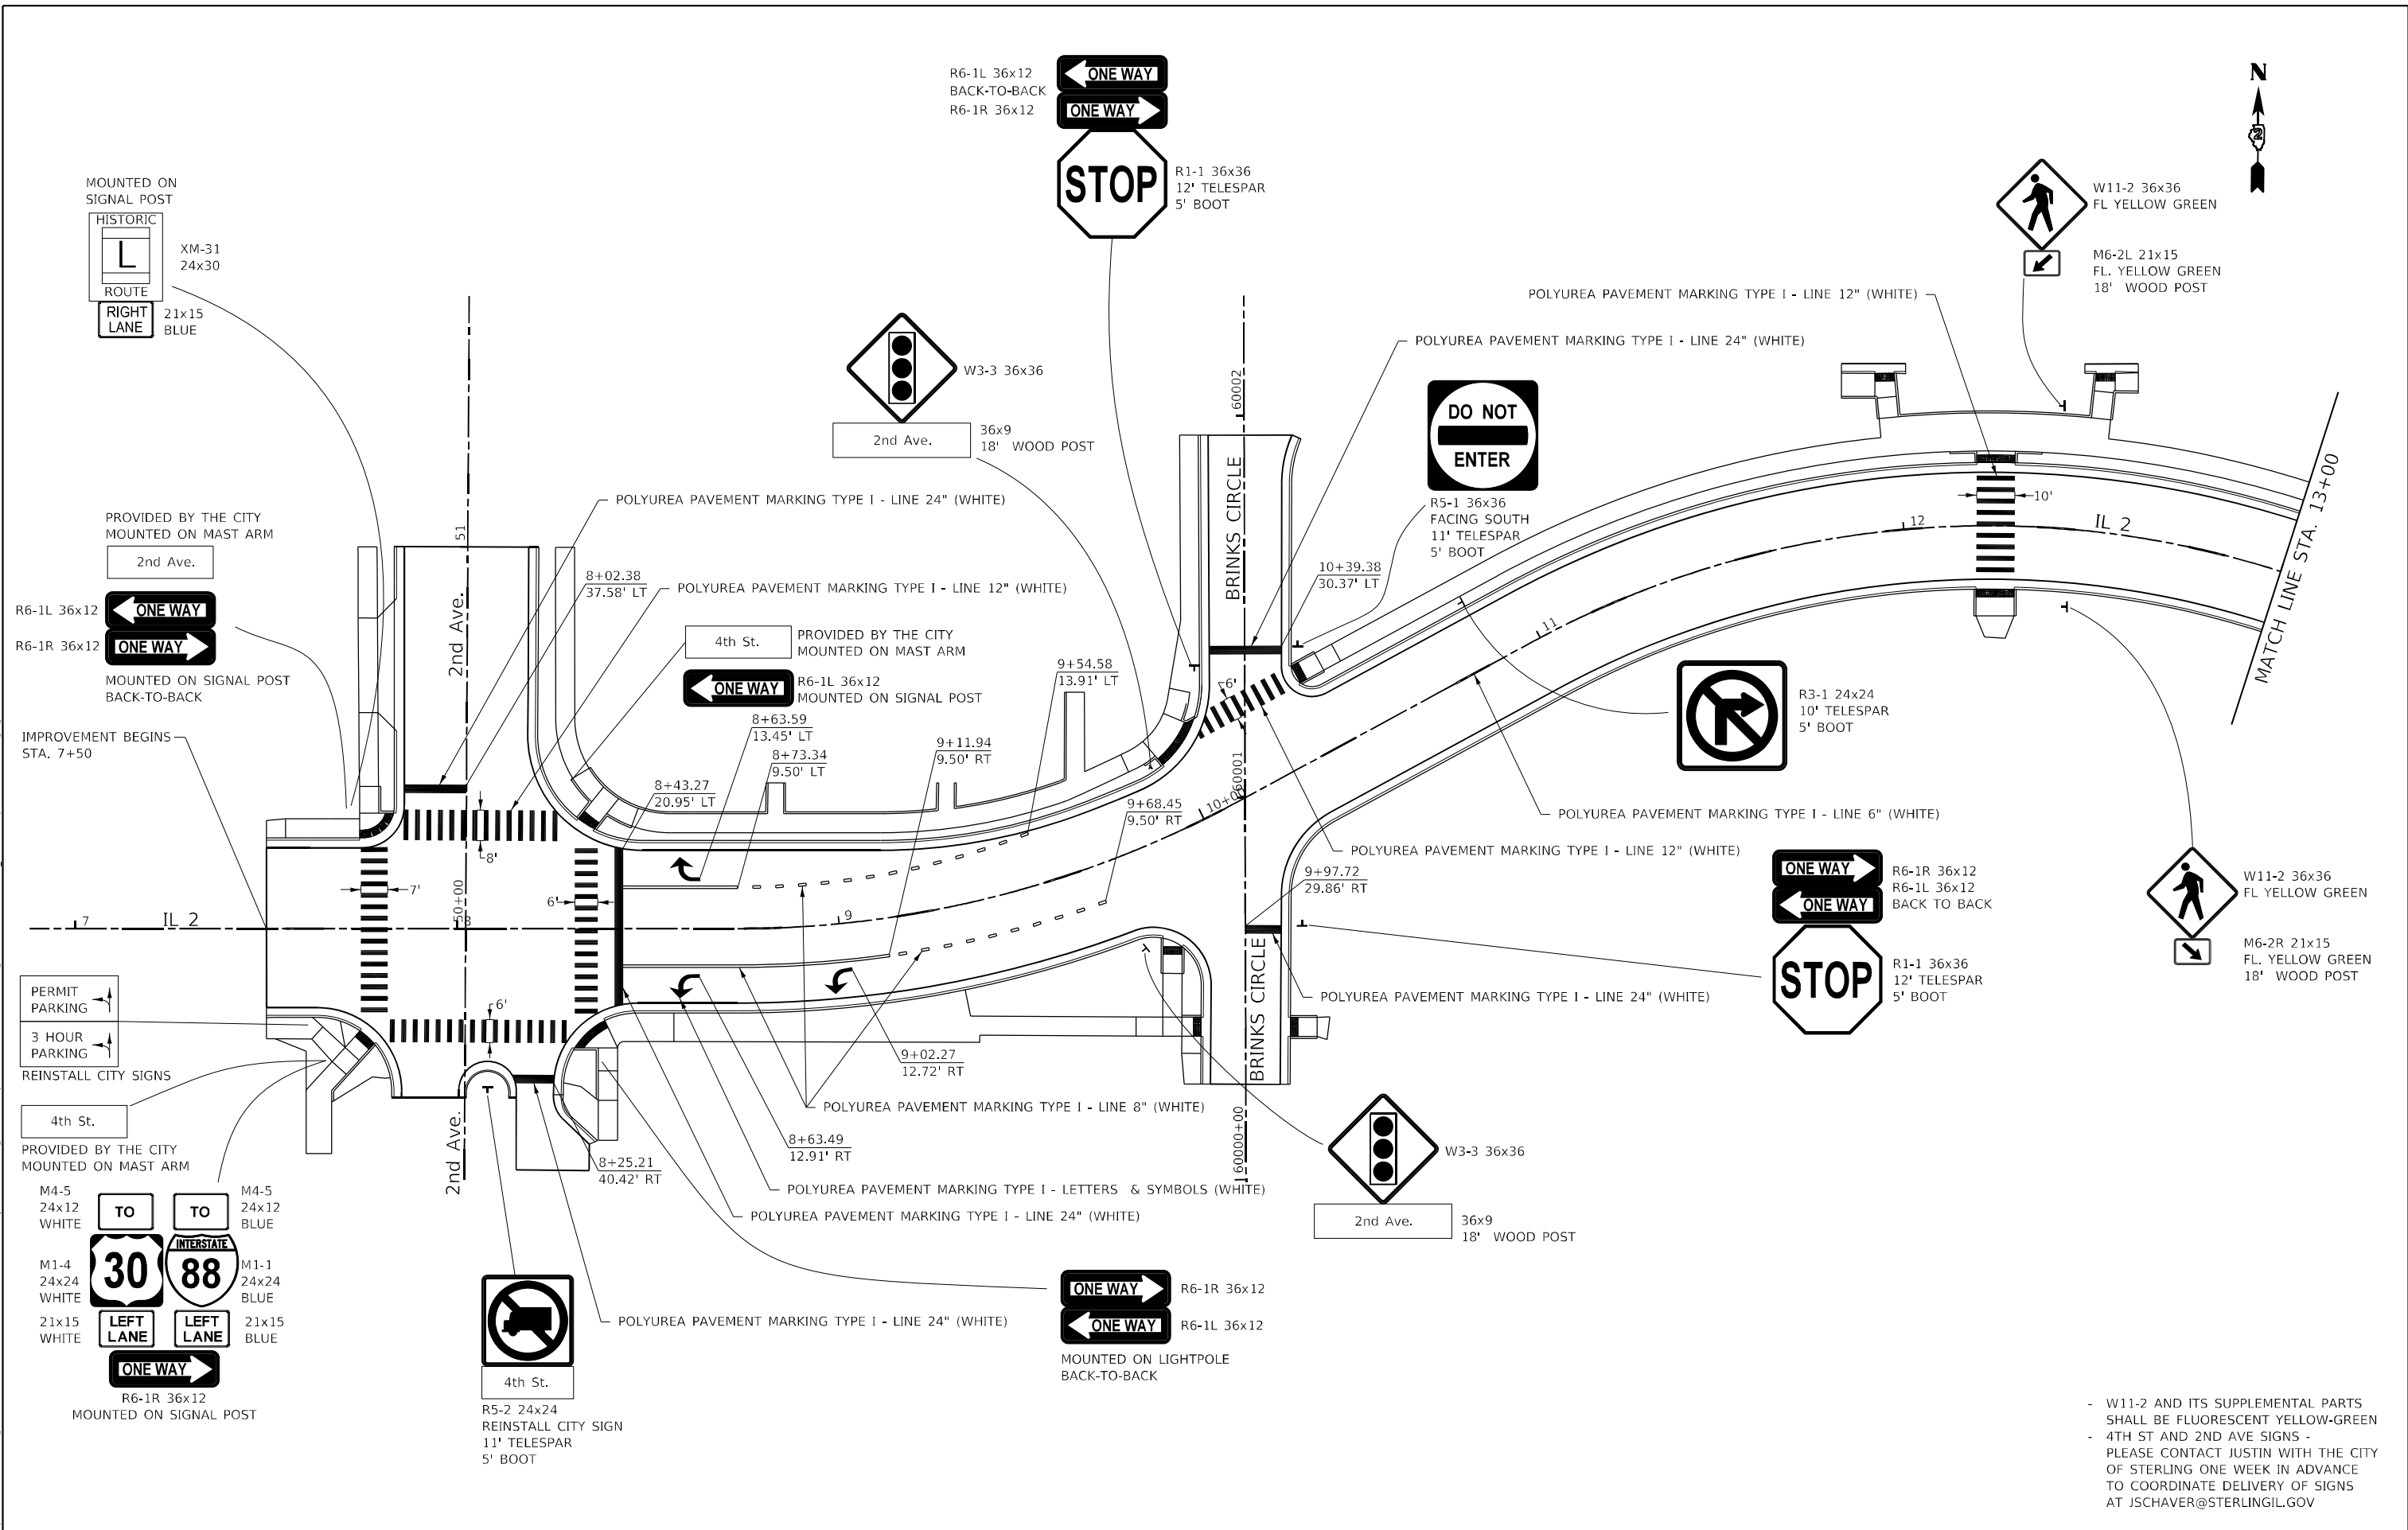 R6-1L 36x12
BACK-TO-BACK
R6-1R 36x12
ONE WAY
ONE WAY
STOP
R1-1 36x36
12' TELESPAR
5' BOOT
N
2
W11-2 36x36
FL YELLOW GREEN
M6-2L 21x15
FL. YELLOW GREEN
18' WOOD POST
MOUNTED ON
SIGNAL POST
HISTORIC
L
ROUTE
XM-31
24x30
RIGHT
LANE
21x15
BLUE
POLYUREA PAVEMENT MARKING TYPE I - LINE 12" (WHITE)
POLYUREA PAVEMENT MARKING TYPE I - LINE 24" (WHITE)
W3-3 36x36
2nd Ave.
36x9
18' WOOD POST
60002
DO NOT
ENTER
R5-1 36x36
FACING SOUTH
11' TELESPAR
5' BOOT
POLYUREA PAVEMENT MARKING TYPE I - LINE 24" (WHITE)
PROVIDED BY THE CITY
MOUNTED ON MAST ARM
2nd Ave.
51
BRINKS CIRCLE
10'
12
IL 2
MATCH LINE STA. 13+00
8+02.38
37.58' LT
POLYUREA PAVEMENT MARKING TYPE I - LINE 12" (WHITE)
10+39.38
30.37' LT
R6-1L 36x12
ONE WAY
R6-1R 36x12
ONE WAY
MOUNTED ON SIGNAL POST
BACK-TO-BACK
2nd Ave.
4th St.
PROVIDED BY THE CITY
MOUNTED ON MAST ARM
ONE WAY
R6-1L 36x12
MOUNTED ON SIGNAL POST
9+54.58
13.91' LT
11
6'
R3-1 24x24
10' TELESPAR
5' BOOT
IMPROVEMENT BEGINS
STA. 7+50
8+63.59
13.45' LT
8+73.34
9.50' LT
9+11.94
9.50' RT
8+43.27
20.95' LT
9+68.45
9.50' RT
10+00
60001
POLYUREA PAVEMENT MARKING TYPE I - LINE 6" (WHITE)
8'
POLYUREA PAVEMENT MARKING TYPE I - LINE 12" (WHITE)
7'
6'
50+00
9+97.72
29.86' RT
ONE WAY
ONE WAY
R6-1R 36x12
R6-1L 36x12
BACK TO BACK
W11-2 36x36
FL YELLOW GREEN
7
IL 2
8
9
M6-2R 21x15
FL. YELLOW GREEN
18' WOOD POST
STOP
R1-1 36x36
12' TELESPAR
5' BOOT
PERMIT
PARKING
3 HOUR
PARKING
REINSTALL CITY SIGNS
6'
BRINKS CIRCLE
POLYUREA PAVEMENT MARKING TYPE I - LINE 24" (WHITE)
9+02.27
12.72' RT
4th St.
PROVIDED BY THE CITY
MOUNTED ON MAST ARM
2nd Ave.
POLYUREA PAVEMENT MARKING TYPE I - LINE 8" (WHITE)
60000+00
8+63.49
12.91' RT
8+25.21
40.42' RT
W3-3 36x36
2nd Ave.
36x9
18' WOOD POST
POLYUREA PAVEMENT MARKING TYPE I - LETTERS & SYMBOLS (WHITE)
POLYUREA PAVEMENT MARKING TYPE I - LINE 24" (WHITE)
M4-5
24x12
WHITE
TO
TO
M4-5
24x12
BLUE
M1-4
24x24
WHITE
30
INTERSTATE
88
M1-1
24x24
BLUE
21x15
WHITE
LEFT
LANE
LEFT
LANE
21x15
BLUE
ONE WAY
R6-1R 36x12
MOUNTED ON SIGNAL POST
4th St.
R5-2 24x24
REINSTALL CITY SIGN
11' TELESPAR
5' BOOT
POLYUREA PAVEMENT MARKING TYPE I - LINE 24" (WHITE)
ONE WAY
R6-1R 36x12
ONE WAY
R6-1L 36x12
MOUNTED ON LIGHTPOLE
BACK-TO-BACK
- W11-2 AND ITS SUPPLEMENTAL PARTS
SHALL BE FLUORESCENT YELLOW-GREEN
- 4TH ST AND 2ND AVE SIGNS -
PLEASE CONTACT JUSTIN WITH THE CITY
OF STERLING ONE WEEK IN ADVANCE
TO COORDINATE DELIVERY OF SIGNS
AT JSCHAVER@STERLINGIL.GOV